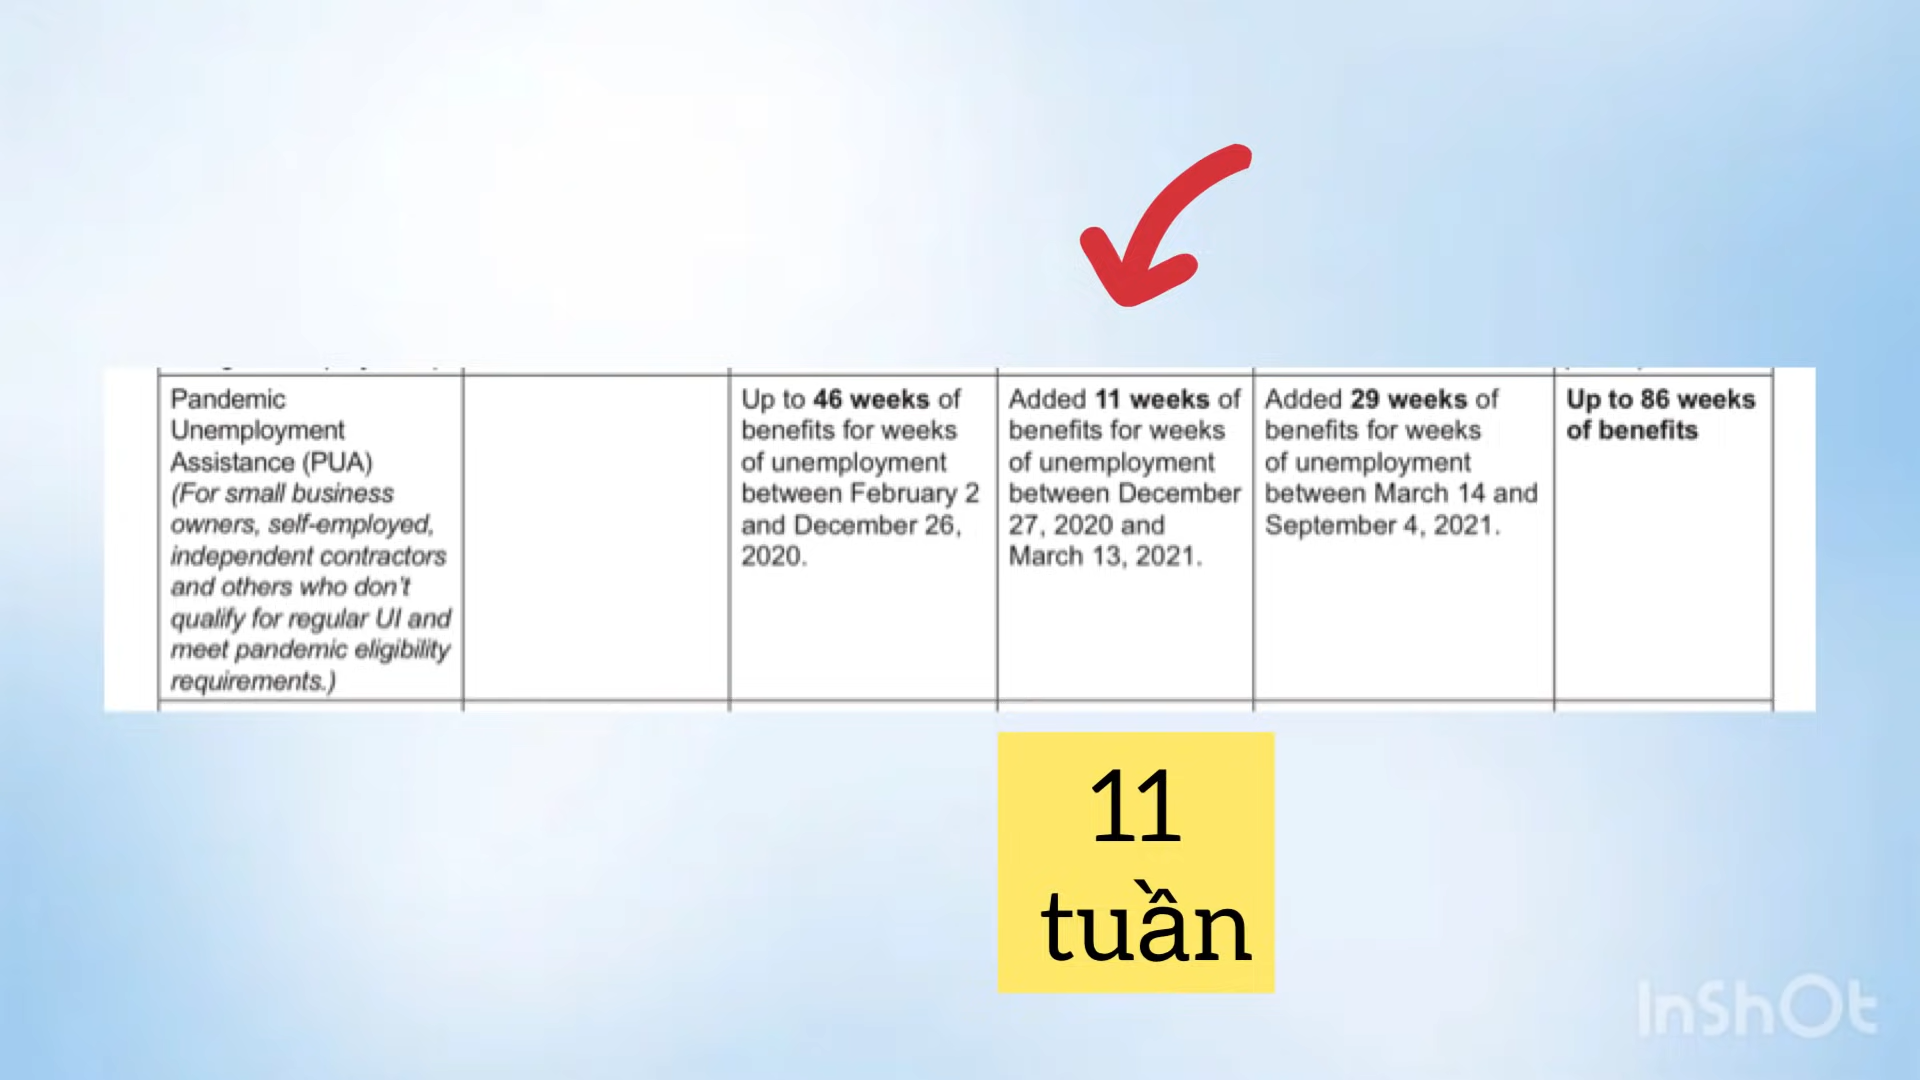 Pandemic
Unemployment
Assistance (PUA)
(For small business
owners, self-employed,
independent contractors
and others who don't
qualify for regular UI and
meet pandemic eligibility
requirements.)
Up to 46 weeks of
benefits for weeks
of unemployment
between February 2
and December 26,
2020.
Added 11 weeks of
benefits for weeks
of unemployment
between December
27, 2020 and
March 13, 2021.
Added 29 weeks of
benefits for weeks
of unemployment
between March 14 and
September 4, 2021.
Up to 86 weeks
of benefits
11
tuần
InShOt